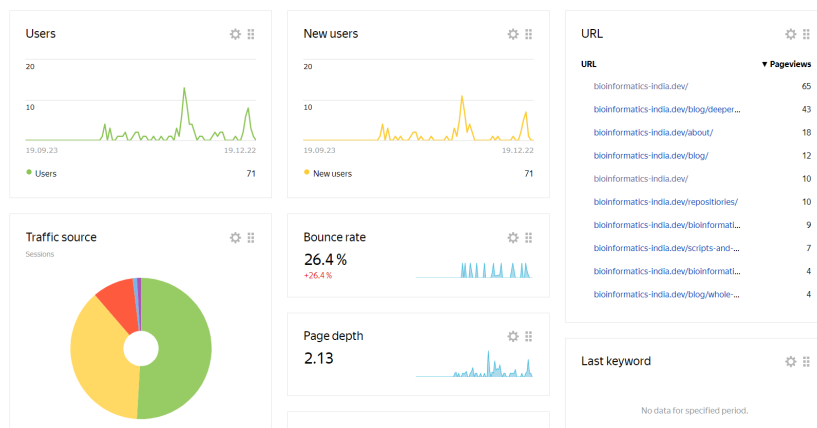 Users
20
10
19.09.23
19.12.22
Users
71
New users
20
10
19.09.23
19.12.22
New users
71
URL
URL ▼ Pageviews
bioinformatics-india.dev/ 65
bioinformatics-india.dev/blog/deeper... 43
bioinformatics-india.dev/about/ 18
bioinformatics-india.dev/blog/ 12
bioinformatics-india.dev/ 10
bioinformatics-india.dev/repositiories/ 10
bioinformatics-india.dev/bioinformati... 9
bioinformatics-india.dev/scripts-and-... 7
bioinformatics-india.dev/bioinformati... 4
bioinformatics-india.dev/blog/whole-... 4
Traffic source
Sessions
Bounce rate
26.4 %
+26.4 %
Page depth
2.13
Last keyword
No data for specified period.